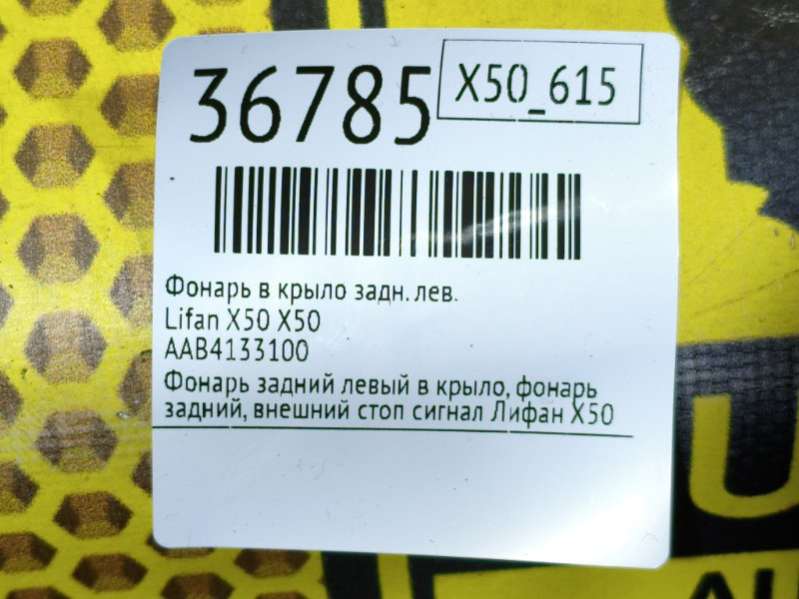 36785
X50_615
Фонарь в крыло задн. лев.
Lifan X50 X50
AAB4133100
Фонарь задний левый в крыло, фонарь
задний, внешний стоп сигнал Лифан X50
U